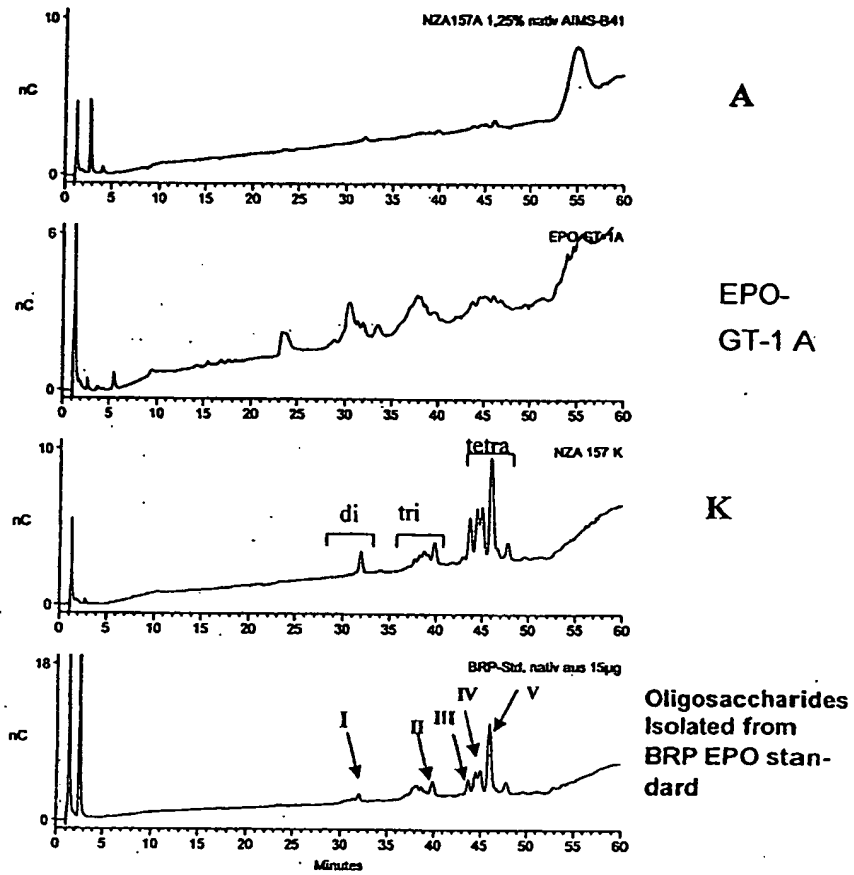 10
NZA157A 1,25% nativ AIMS-B41
nC
A
0
0 5 10 15 20 25 30 35 40 45 50 55 60
6
EPO-GT-1A
nC
EPO-
GT-1 A
0
0 5 10 15 20 25 30 35 40 45 50 55 60
10
tetra
NZA 157 K
di
tri
nC
K
0
0 5 10 15 20 25 30 35 40 45 50 55 60
18
BRP-Std. nativ aus 15µg
I
II
III
IV
V
nC
Oligosaccharides
Isolated from
BRP EPO stan-
dard
0
0 5 10 15 20 25 30 35 40 45 50 55 60
Minutes